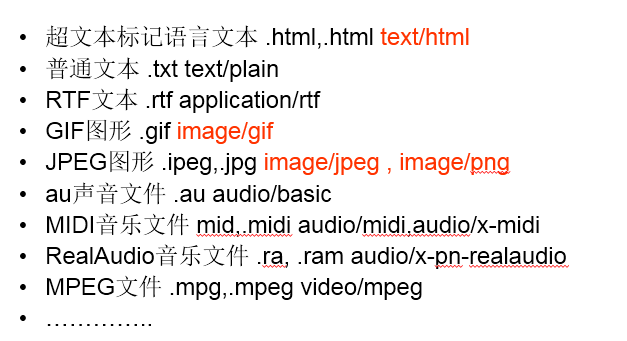 • 超文本标记语言文本 .html,.html text/html
• 普通文本 .txt text/plain
• RTF文本 .rtf application/rtf
• GIF图形 .gif image/gif
• JPEG图形 .ipeg,.jpg image/jpeg , image/png
• au声音文件 .au audio/basic
• MIDI音乐文件 mid,.midi audio/midi,audio/x-midi
• RealAudio音乐文件 .ra, .ram audio/x-pn-realaudio
• MPEG文件 .mpg,.mpeg video/mpeg
• …………..